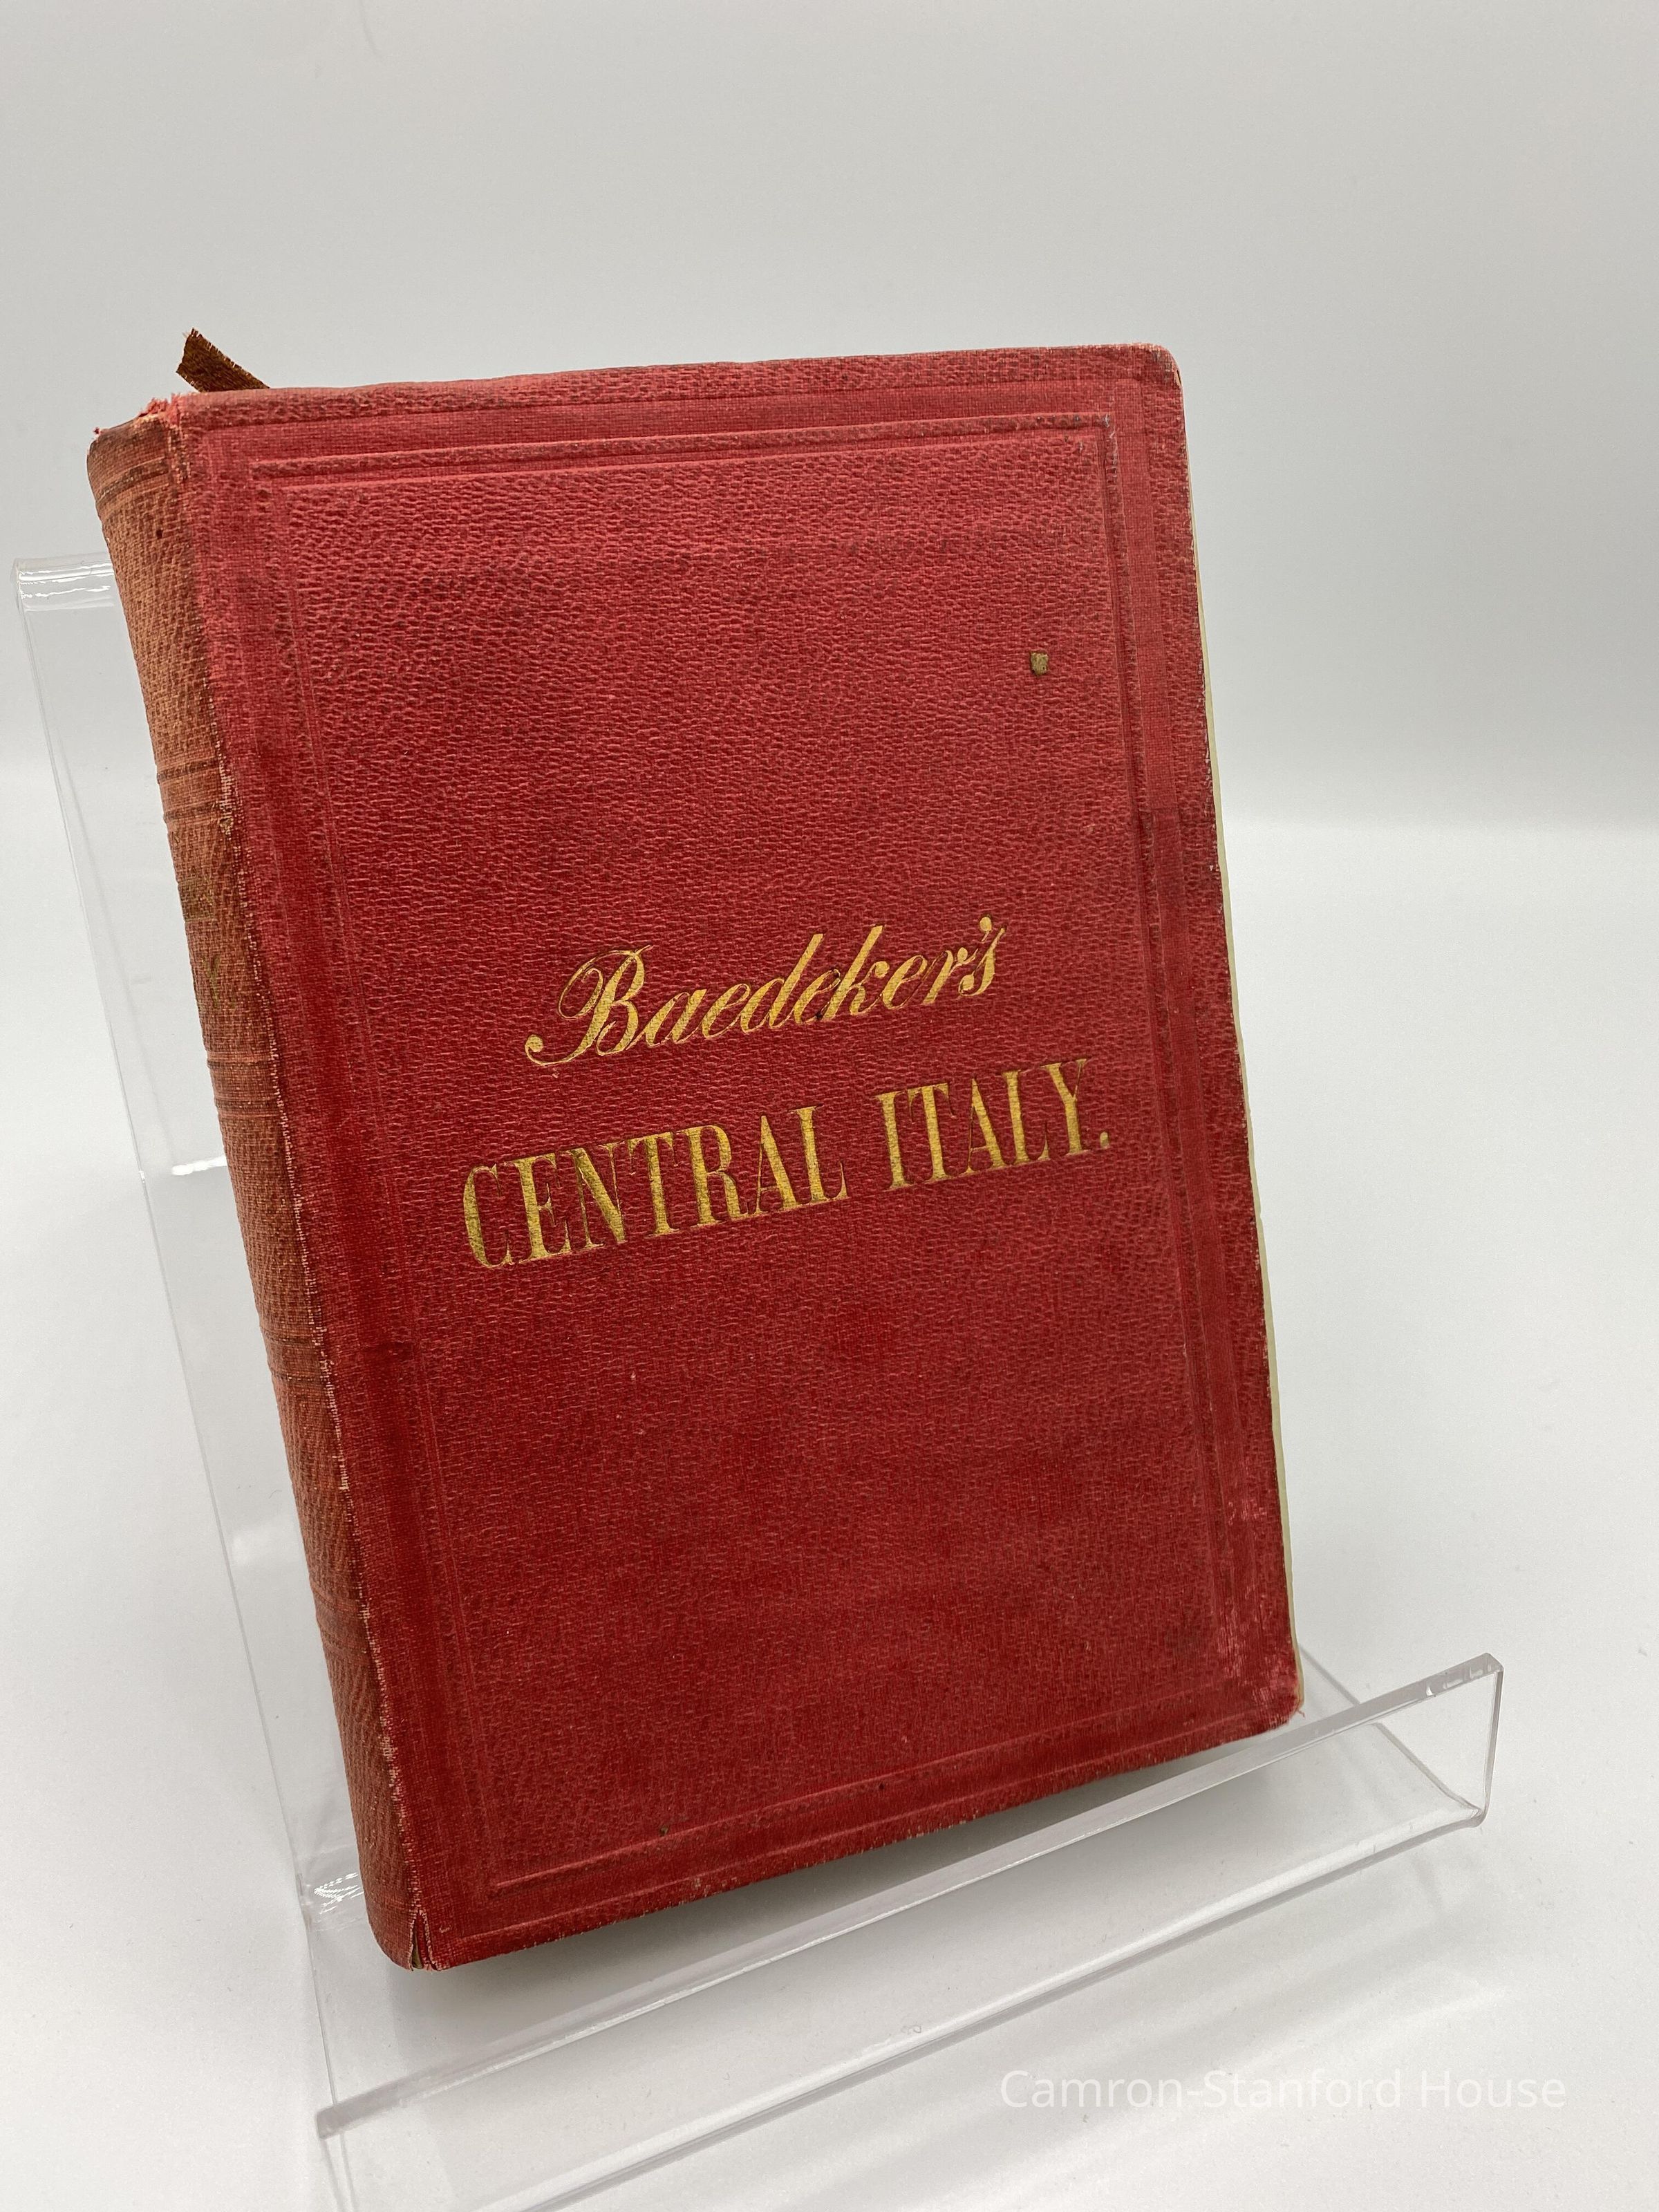 Baedeker's
CENTRAL ITALY.
Camron-Stanford House